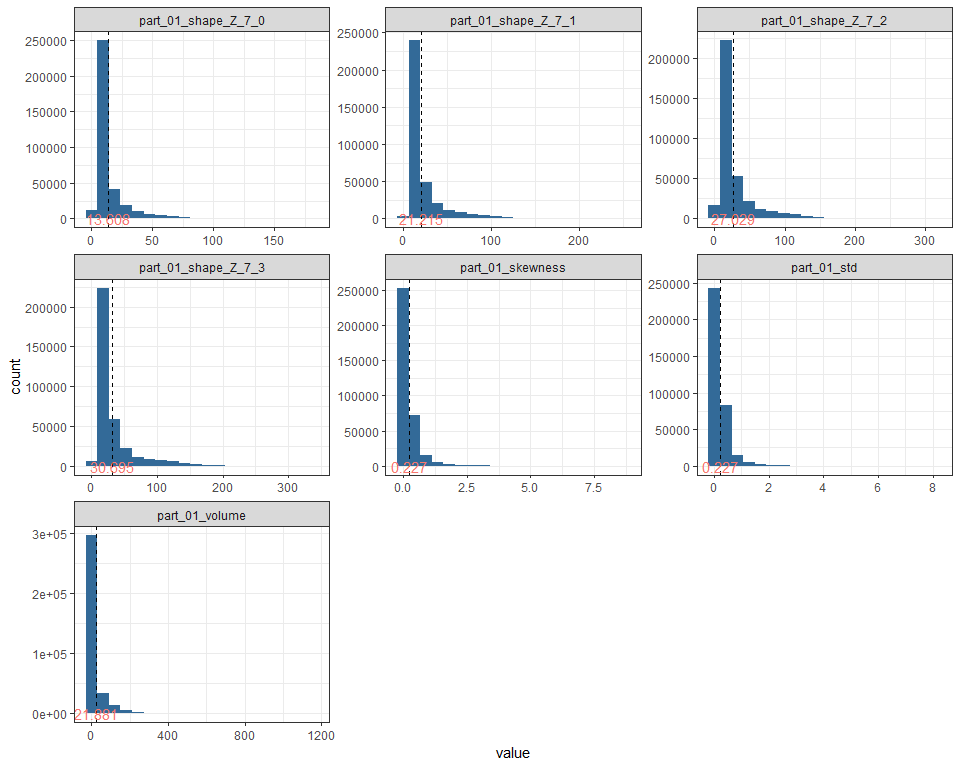 part_01_shape_Z_7_0 part_01_shape_Z_7_1 part_01_shape_Z_7_2
250000 250000
200000 200000 200000
150000 150000 150000
100000 100000 100000
50000 50000 50000
0 0 0
13.608 21.215 27.029
0 50 100 150 0 100 200 0 100 200 300
part_01_shape_Z_7_3 part_01_skewness part_01_std
250000 250000
200000 200000 200000
150000 150000 150000
100000 100000 100000
50000 50000 50000
0 0 0
0.227 0.227
0 100 200 300 0.0 2.5 5.0 7.5 0 2 4 6 8
count
part_01_volume
3e+05
2e+05
1e+05
0e+00
21.881
0 400 800 1200
value